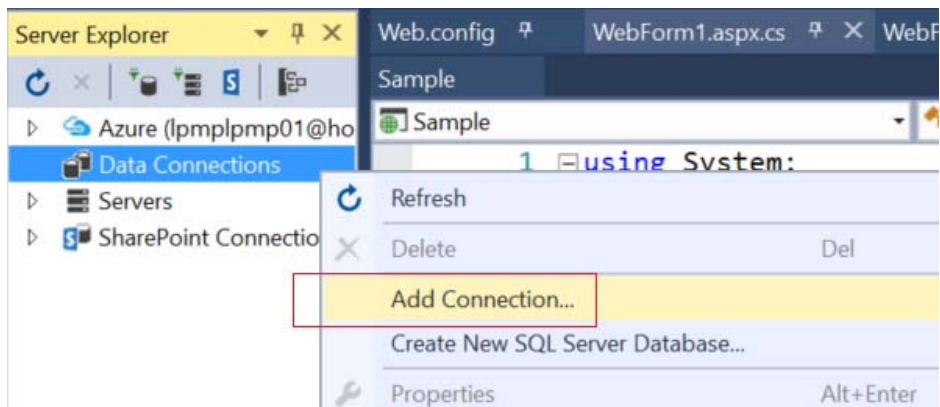 Server Explorer
Web.config
WebForm1.aspx.cs
Sample
Azure (lpmplpmp01@ho
Sample
Data Connections
1 using System;
Servers
Refresh
SharePoint Connectio
Delete Del
Add Connection...
Create New SQL Server Database...
Properties Alt+Enter